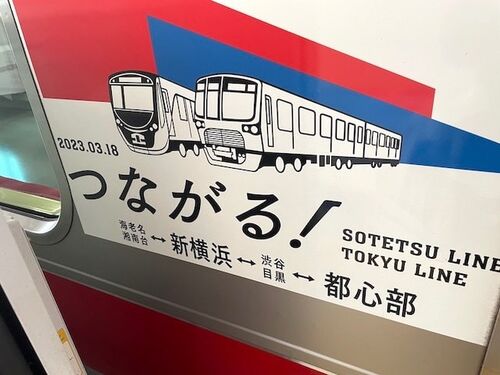 2023.03.18
つながる!
海老名
湘南台
↔新横浜↔
渋谷
目黒
↔都心部
SOTETSU LINE
TOKYU LINE